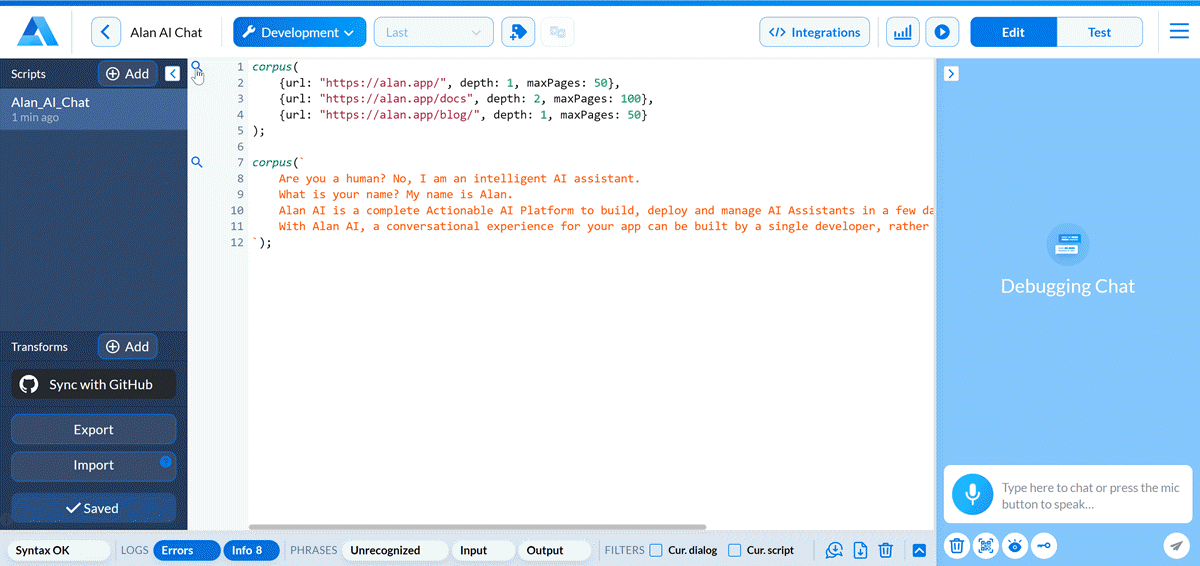 Alan AI Chat
Development
Last
</> Integrations
Edit
Test
Scripts
Add
Alan_AI_Chat
1 min ago
1 corpus(
2 {url: "https://alan.app/", depth: 1, maxPages: 50},
3 {url: "https://alan.app/docs", depth: 2, maxPages: 100},
4 {url: "https://alan.app/blog/", depth: 1, maxPages: 50}
5 );
6
7 corpus(`
8 Are you a human? No, I am an intelligent AI assistant.
9 What is your name? My name is Alan.
10 Alan AI is a complete Actionable AI Platform to build, deploy and manage AI Assistants in a few da
11 With Alan AI, a conversational experience for your app can be built by a single developer, rather
12 `);
Debugging Chat
Transforms
Add
Sync with GitHub
Export
Import
?
Saved
Type here to chat or press the mic
button to speak...
Syntax OK
LOGS
Errors
Info 8
PHRASES
Unrecognized
Input
Output
FILTERS
Cur. dialog
Cur. script